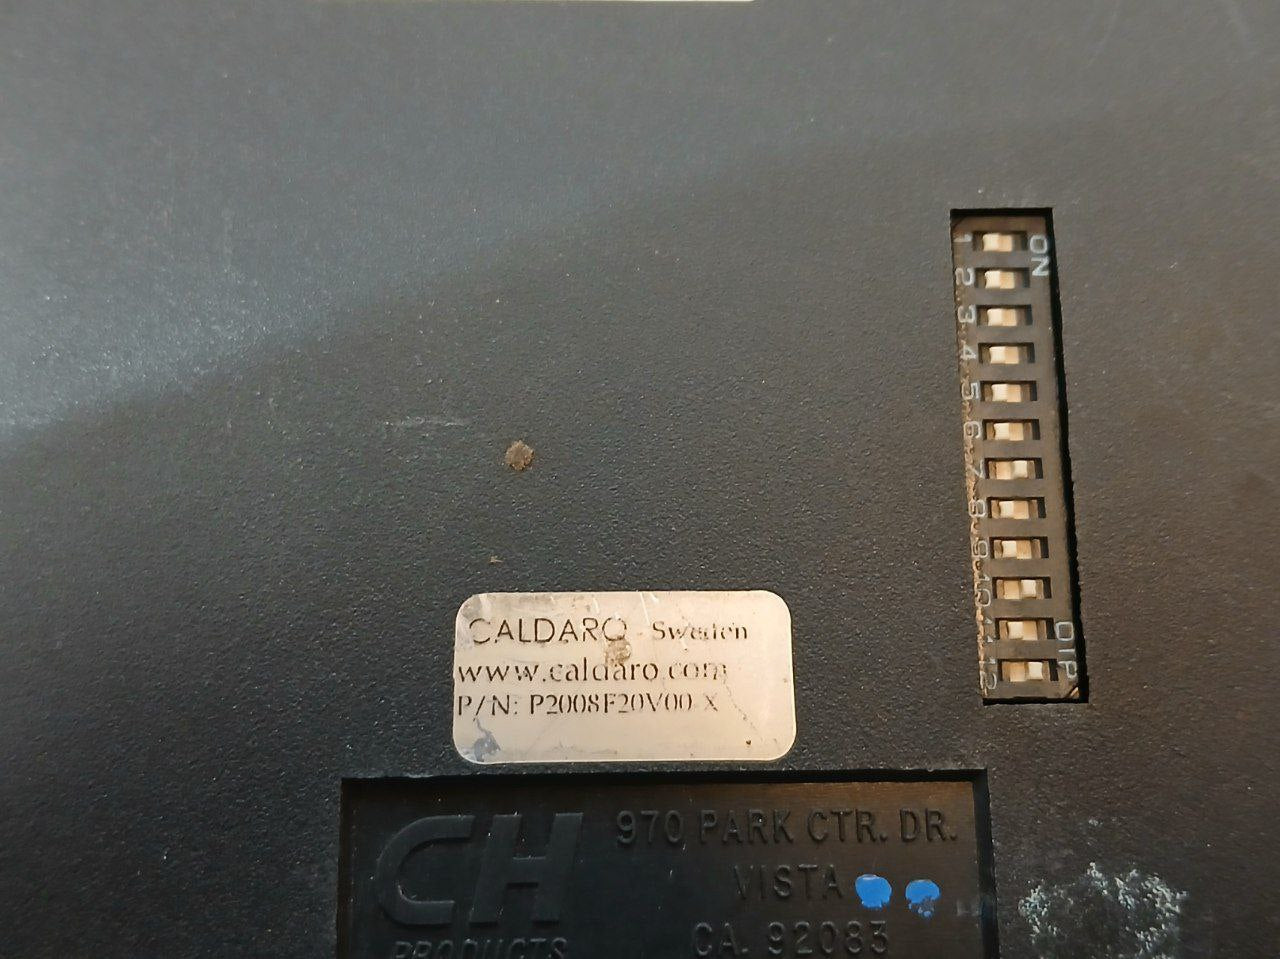 ON
1
2
3
4
5
6
7
8
9
10
11
12
DIP
CALDARO - Sweden
www.caldaro.com
P/N: P2008F20V00-X
CH
PRODUCTS
970 PARK CTR. DR.
VISTA
CA. 92083